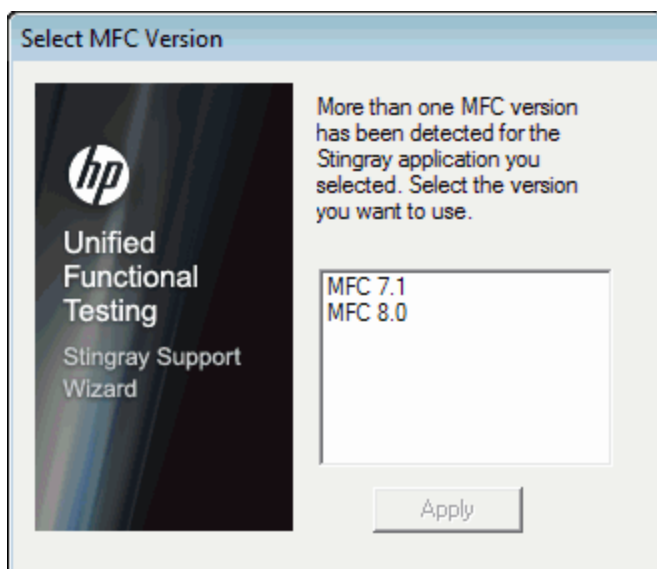 Select MFC Version
hp
Unified
Functional
Testing
Stingray Support
Wizard
More than one MFC version
has been detected for the
Stingray application you
selected. Select the version
you want to use.
MFC 7.1
MFC 8.0
Apply